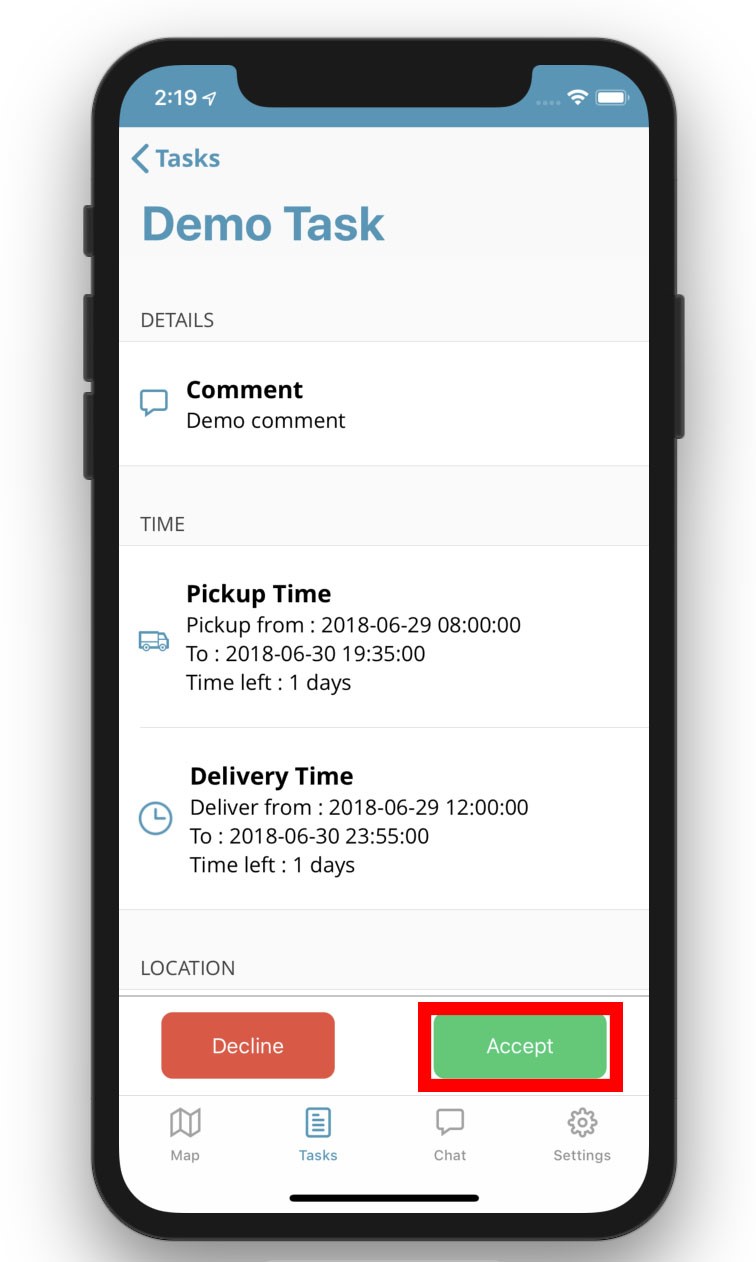 2:19
Tasks
Demo Task
DETAILS
Comment
Demo comment
TIME
Pickup Time
Pickup from : 2018-06-29 08:00:00
To : 2018-06-30 19:35:00
Time left : 1 days
Delivery Time
Deliver from : 2018-06-29 12:00:00
To : 2018-06-30 23:55:00
Time left : 1 days
LOCATION
Decline Accept
Map Tasks Chat Settings